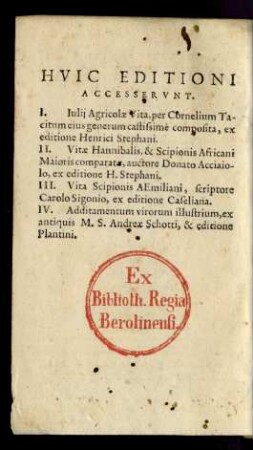 HVIC EDITIONI
ACCESSERVNT.
I. Iulij Agricolæ Vita, per Cornelium Ta-
citum eius generum castissimè composita, ex
editione Henrici Stephani.
II. Vitæ Hannibalis. & Scipionis Africani
Maioris comparatæ, auctore Donato Acciaio-
lo, ex editione H. Stephani.
III. Vita Scipionis AEmiliani, scriptore
Carolo Sigonio, ex editione Caseliana.
IV. Additamentum virorum illustrium, ex
antiquis M. S. Andreæ Schotti, & editione
Plantini.
Ex
Biblioth. Regia
Berolinensi.